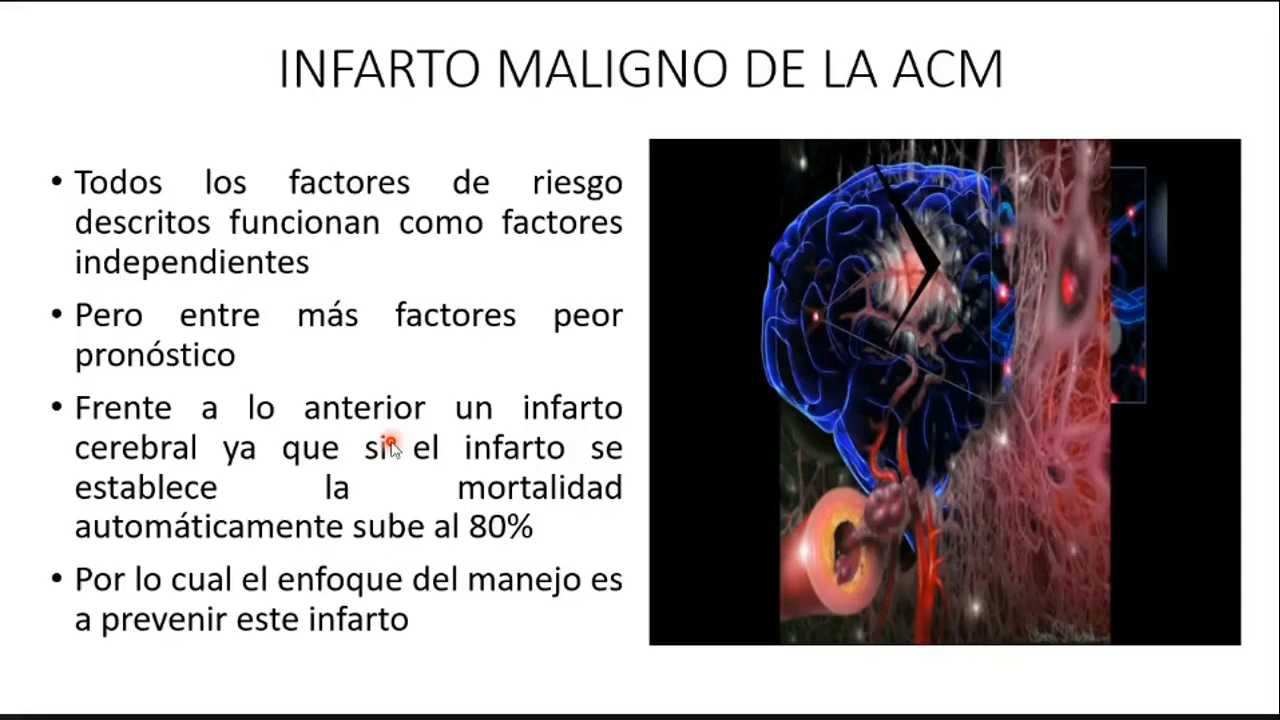 INFARTO MALIGNO DE LA ACM
• Todos los factores de riesgo
descritos funcionan como factores
independientes
• Pero entre más factores peor
pronóstico
• Frente a lo anterior un infarto
cerebral ya que si el infarto se
establece la mortalidad
automáticamente sube al 80%
• Por lo cual el enfoque del manejo es
a prevenir este infarto